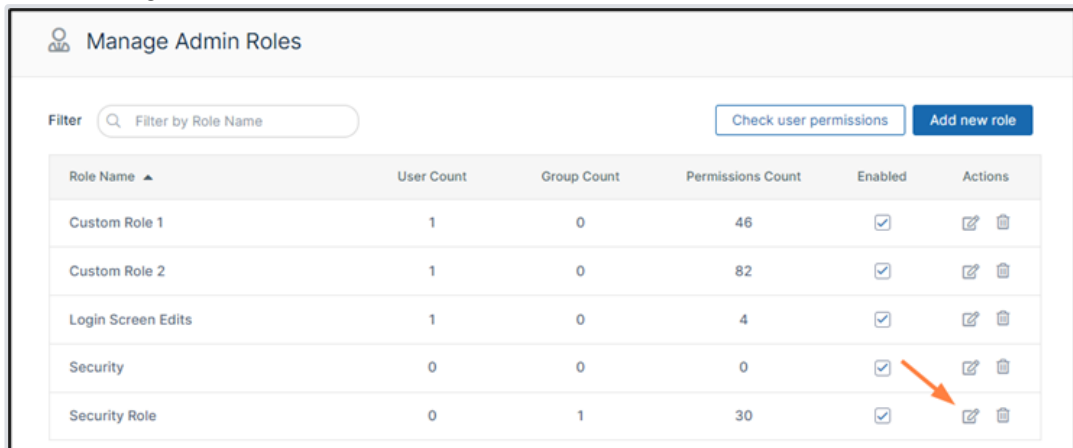 Manage Admin Roles
Filter Filter by Role Name Check user permissions Add new role
Role Name User Count Group Count Permissions Count Enabled Actions
Custom Role 1 1 0 46
Custom Role 2 1 0 82
Login Screen Edits 1 0 4
Security 0 0 0
Security Role 0 1 30